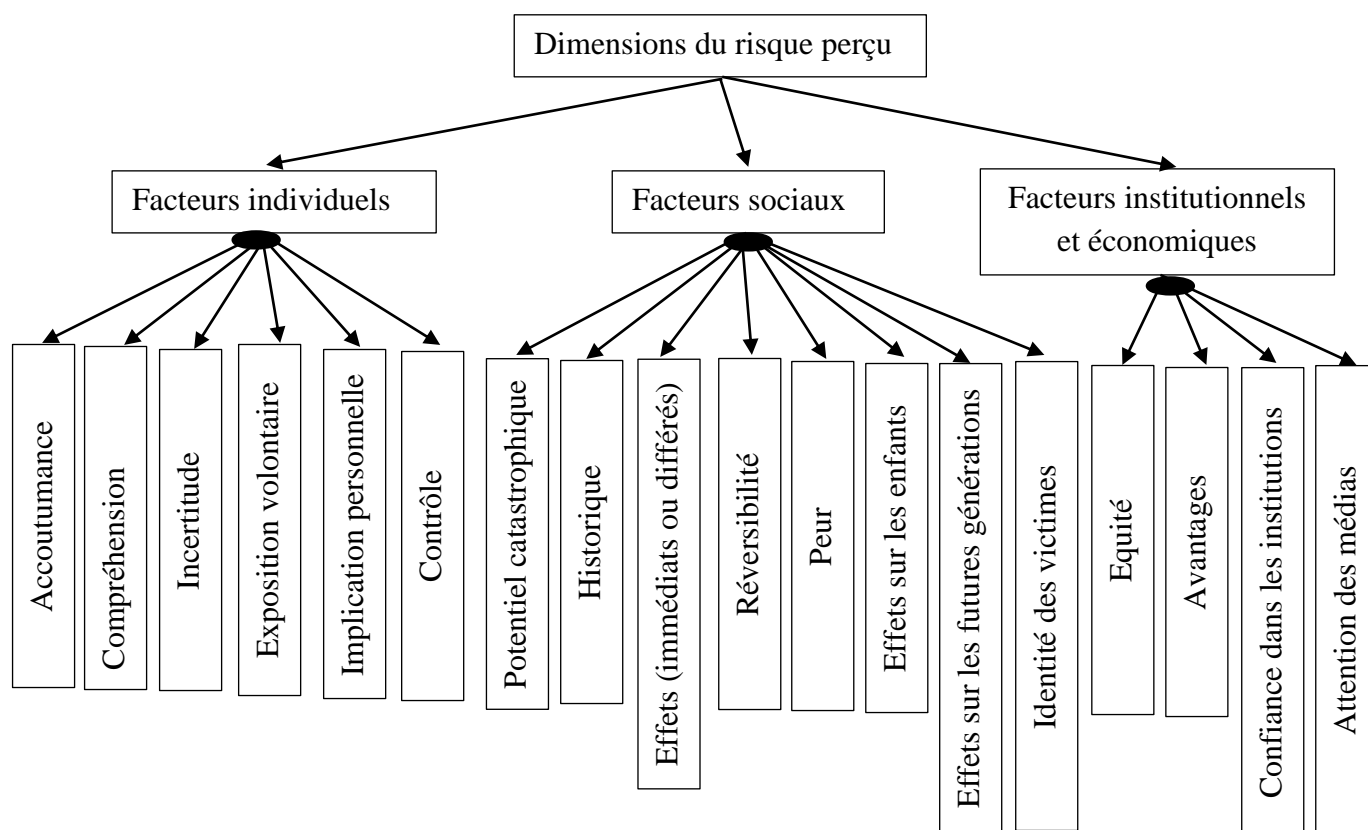 Dimensions du risque perçu
Facteurs individuels
Facteurs sociaux
Facteurs institutionnels
et économiques
Accoutumance
Compréhension
Incertitude
Exposition volontaire
Implication personnelle
Contrôle
Potentiel catastrophique
Historique
Effets (immédiats ou différés)
Réversibilité
Peur
Effets sur les enfants
Effets sur les futures générations
Identité des victimes
Equité
Avantages
Confiance dans les institutions
Attention des médias